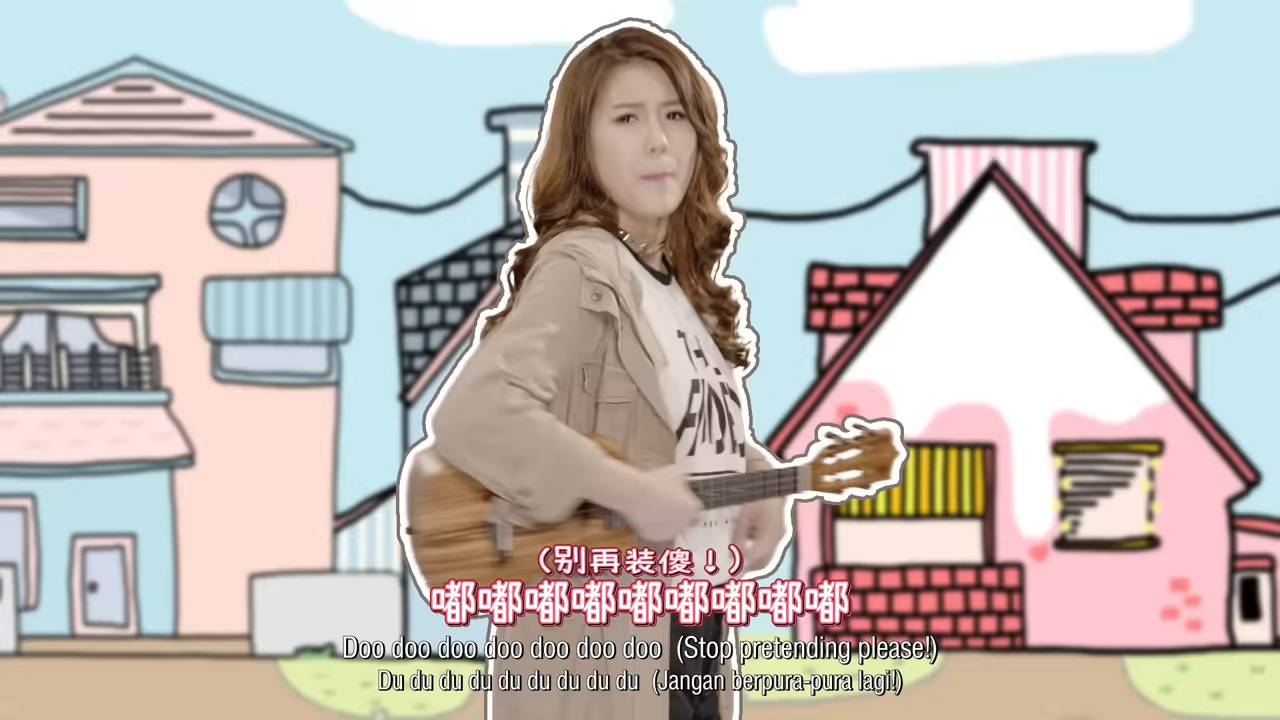 （别再装傻！）
嘟嘟嘟嘟嘟嘟嘟嘟嘟
Doo doo doo doo doo doo doo (Stop pretending please!)
Du du du du du du du du du (Jangan berpura-pura lagi!)